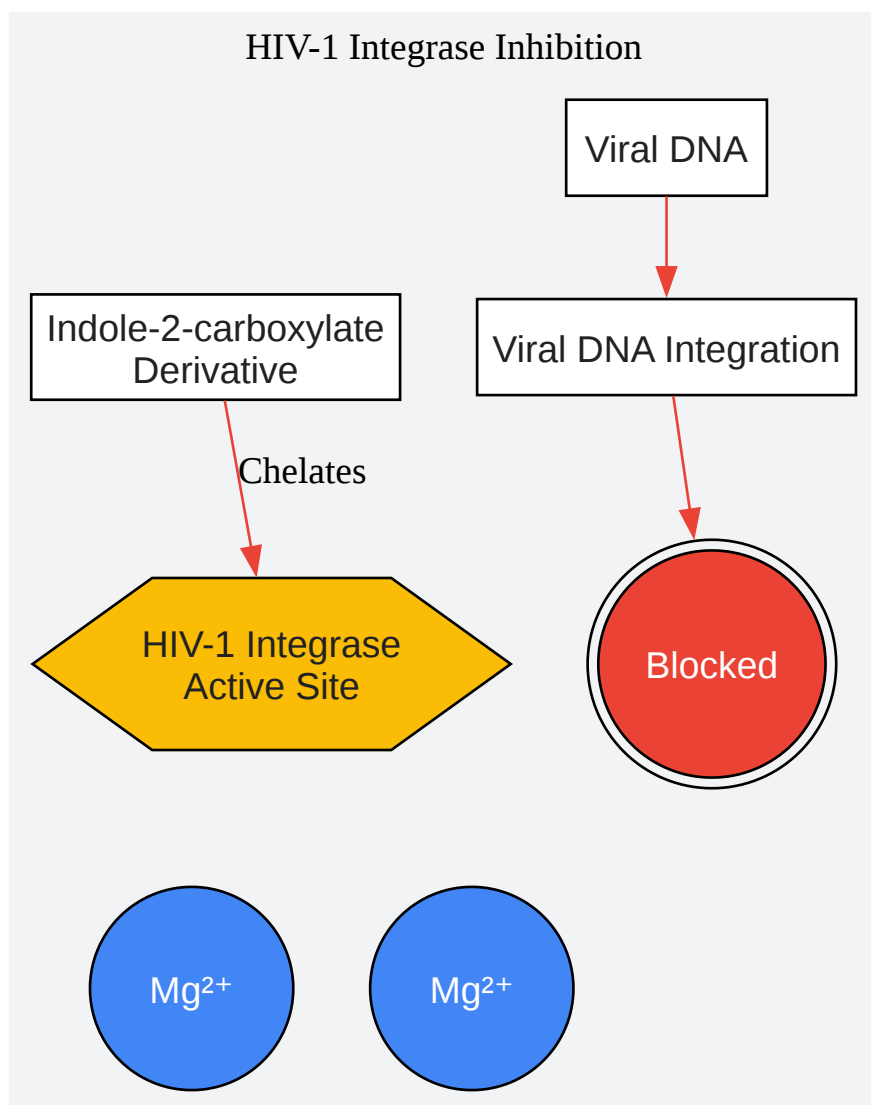 HIV-1 Integrase Inhibition
Viral DNA
Indole-2-carboxylate
Derivative
Viral DNA Integration
Chelates
HIV-1 Integrase
Active Site
Blocked
Mg²⁺
Mg²⁺